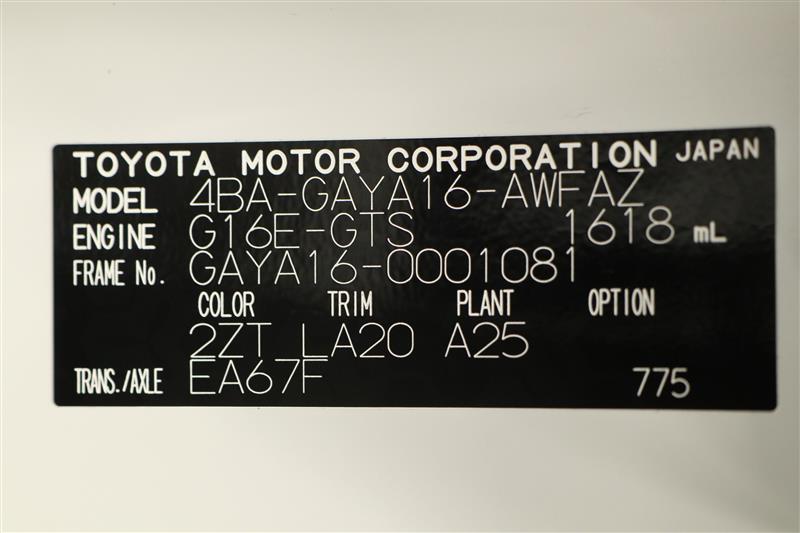 TOYOTA MOTOR CORPORATION JAPAN
MODEL 4BA-GAYA16-AWFAZ
ENGINE G16E-GTS 1618 mL
FRAME No. GAYA16-0001081
COLOR TRIM PLANT OPTION
2ZT LA20 A25
TRANS./AXLE EA67F 775